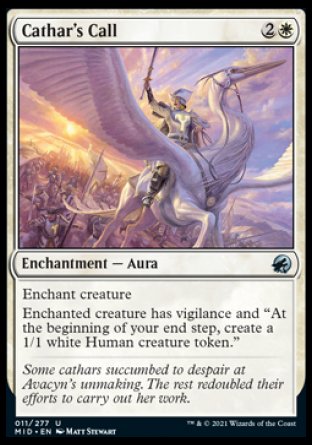 Cathar's Call 2
Enchantment — Aura
Enchant creature
Enchanted creature has vigilance and “At
the beginning of your end step, create a
1/1 white Human creature token.”
Some cathars succumbed to despair at
Avacyn's unmaking. The rest redoubled their
efforts to carry out her work.
011/277 U
MID • EN Matt Stewart ™ & © 2021 Wizards of the Coast